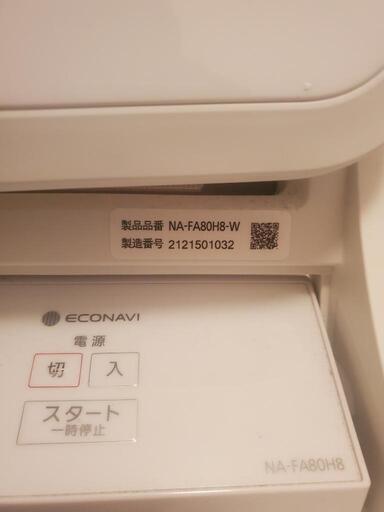 製品品番 NA-FA80H8-W
製造番号 2121501032
ECONAVI
電源
切 入
スタート
一時停止
NA-FA80H8